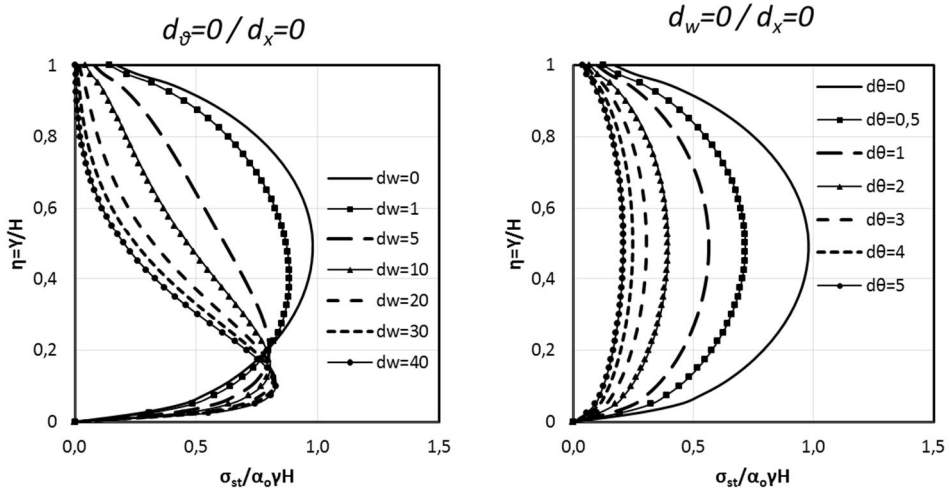 dϑ=0 / dx=0
1
0,8
0,6
0,4
0,2
0
η=Y/H
0,0
0,5
1,0
1,5
σst/αoγH
dw=0
dw=1
dw=5
dw=10
dw=20
dw=30
dw=40
dw=0 / dx=0
1
0,8
0,6
0,4
0,2
0
η=Y/H
0,0
0,5
1,0
1,5
σst/αoγH
dθ=0
dθ=0,5
dθ=1
dθ=2
dθ=3
dθ=4
dθ=5